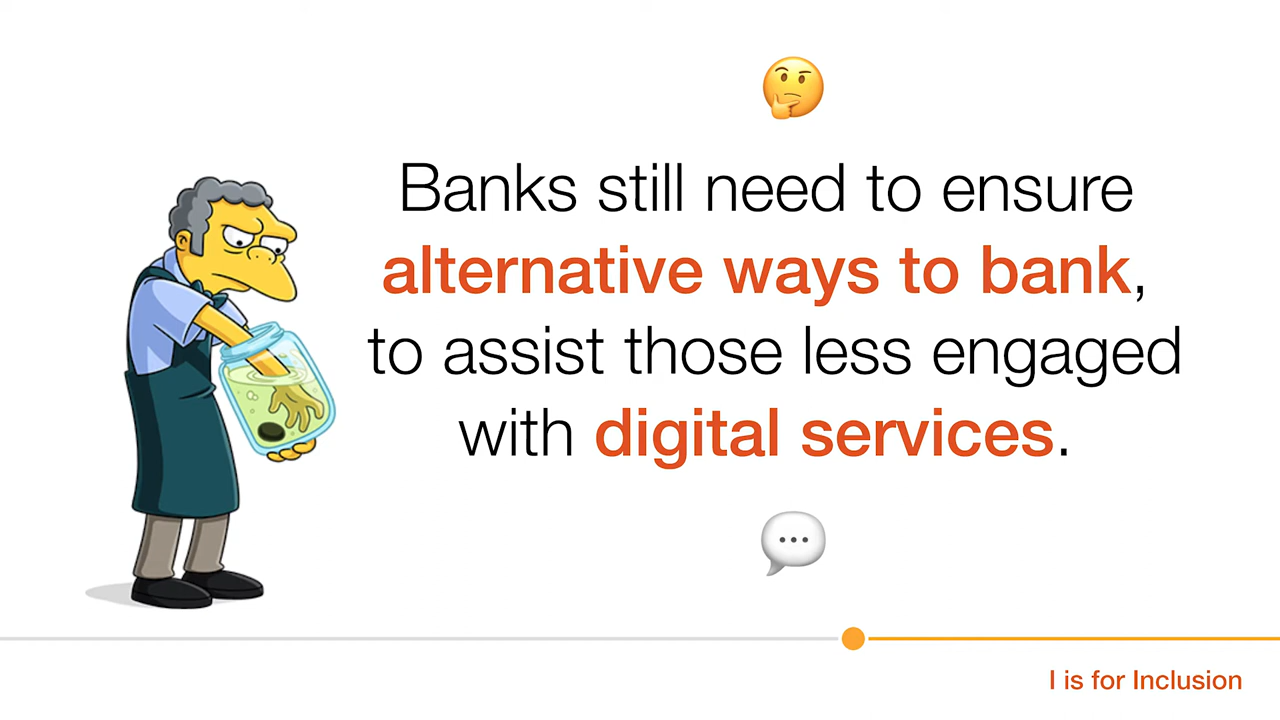 Banks still need to ensure
alternative ways to bank,
to assist those less engaged
with digital services.
I is for Inclusion